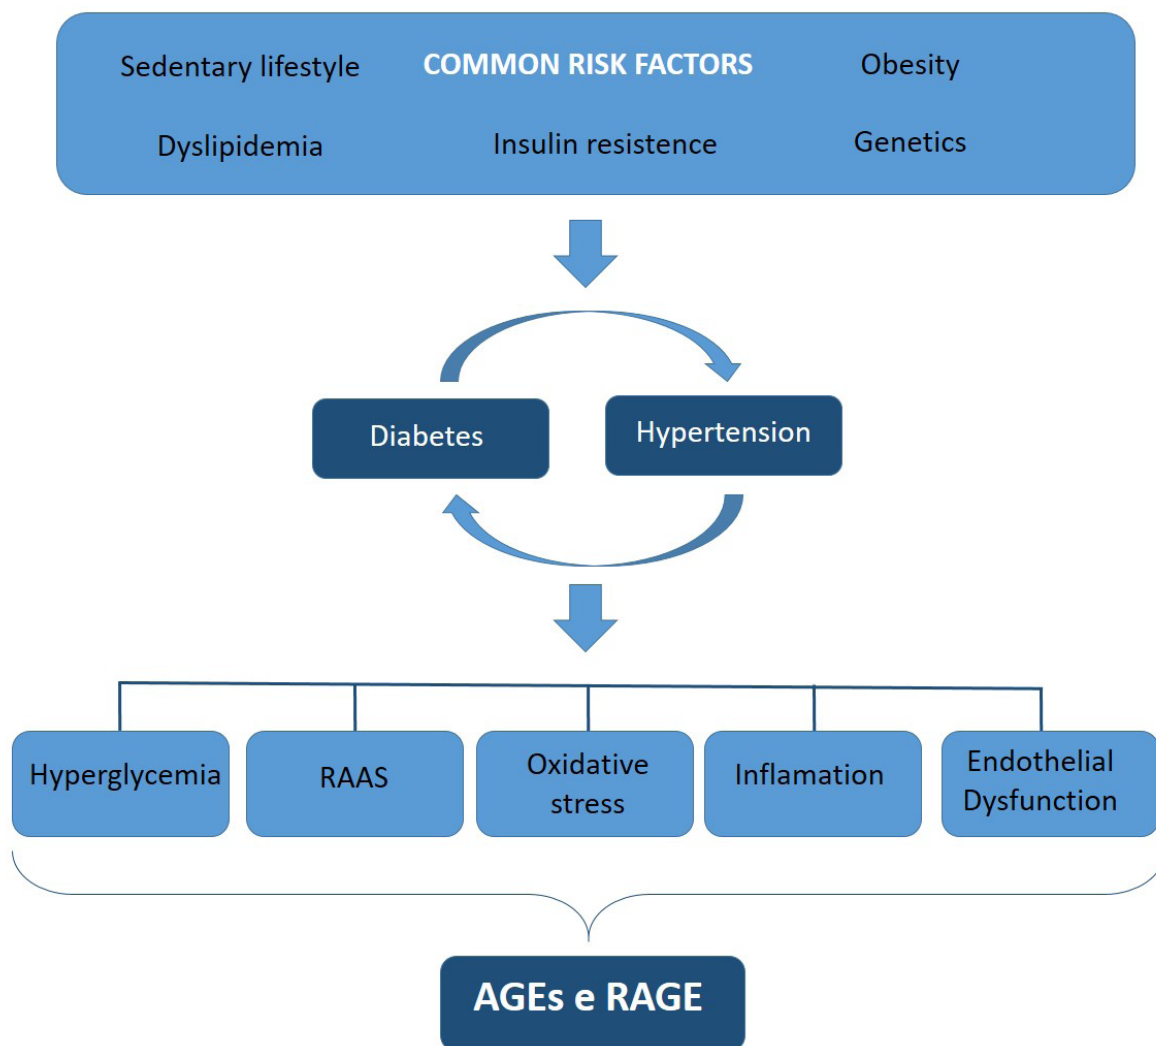 Sedentary lifestyle
COMMON RISK FACTORS
Obesity
Dyslipidemia
Insulin resistence
Genetics
Diabetes
Hypertension
Hyperglycemia
RAAS
Oxidative
stress
Inflamation
Endothelial
Dysfunction
AGEs e RAGE